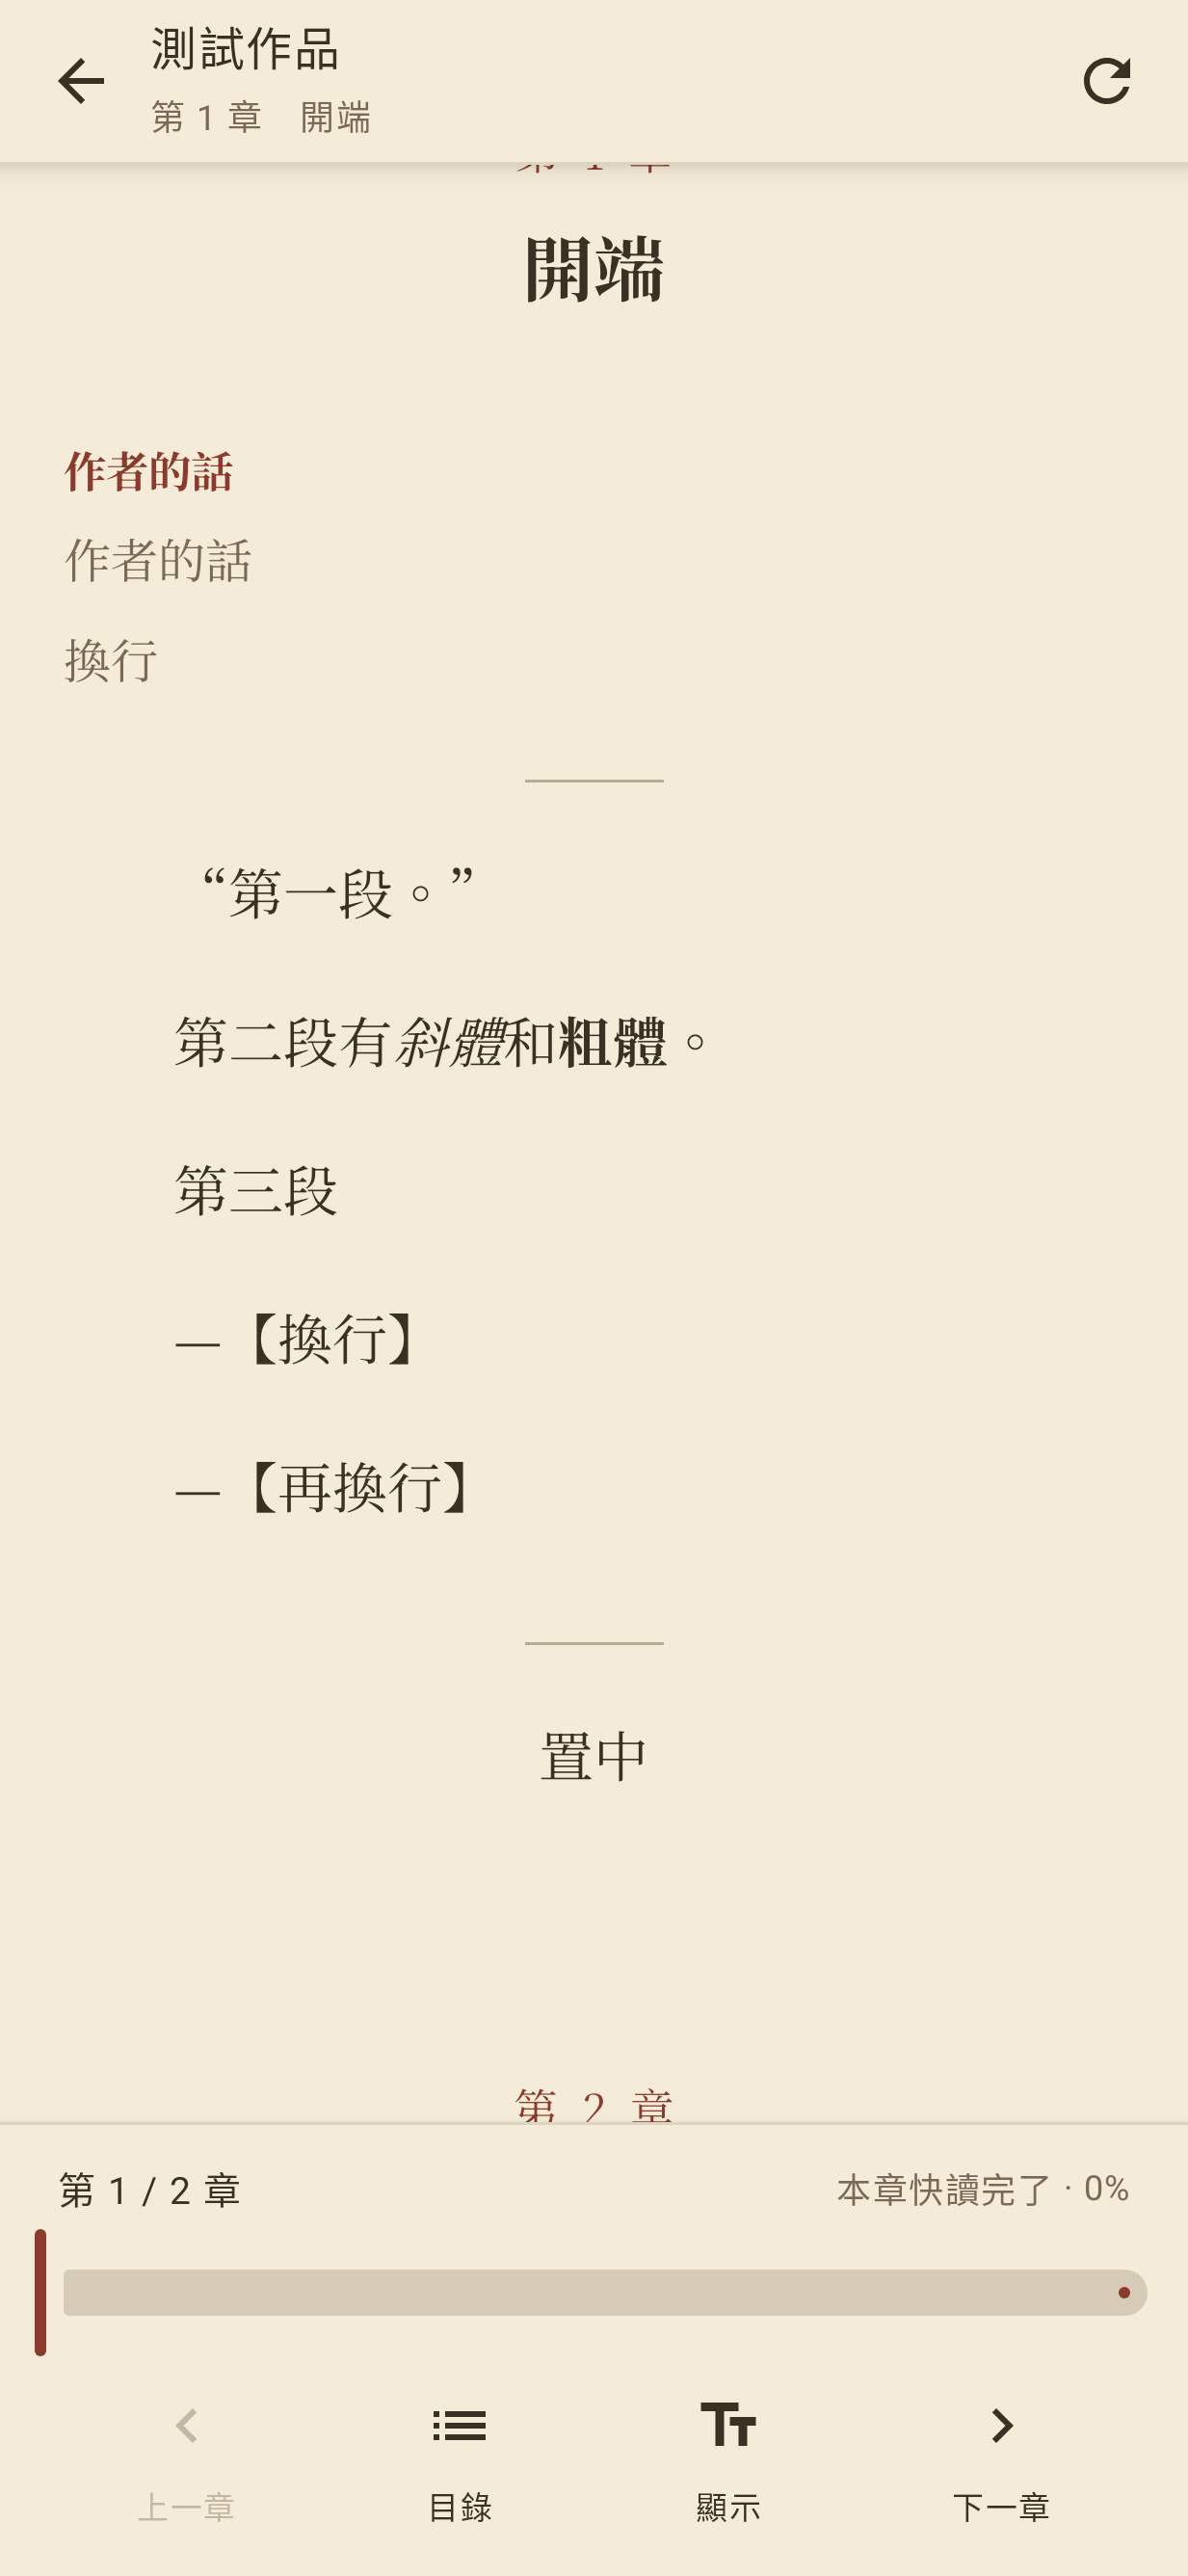 測試作品
第 1 章　開端
第 1 章
開端
作者的話
作者的話
換行
“第一段。”
第二段有斜體和粗體。
第三段
—【換行】
—【再換行】
置中
第 2 章
第 1 / 2 章
本章快讀完了 · 0%
上一章
目錄
顯示
下一章